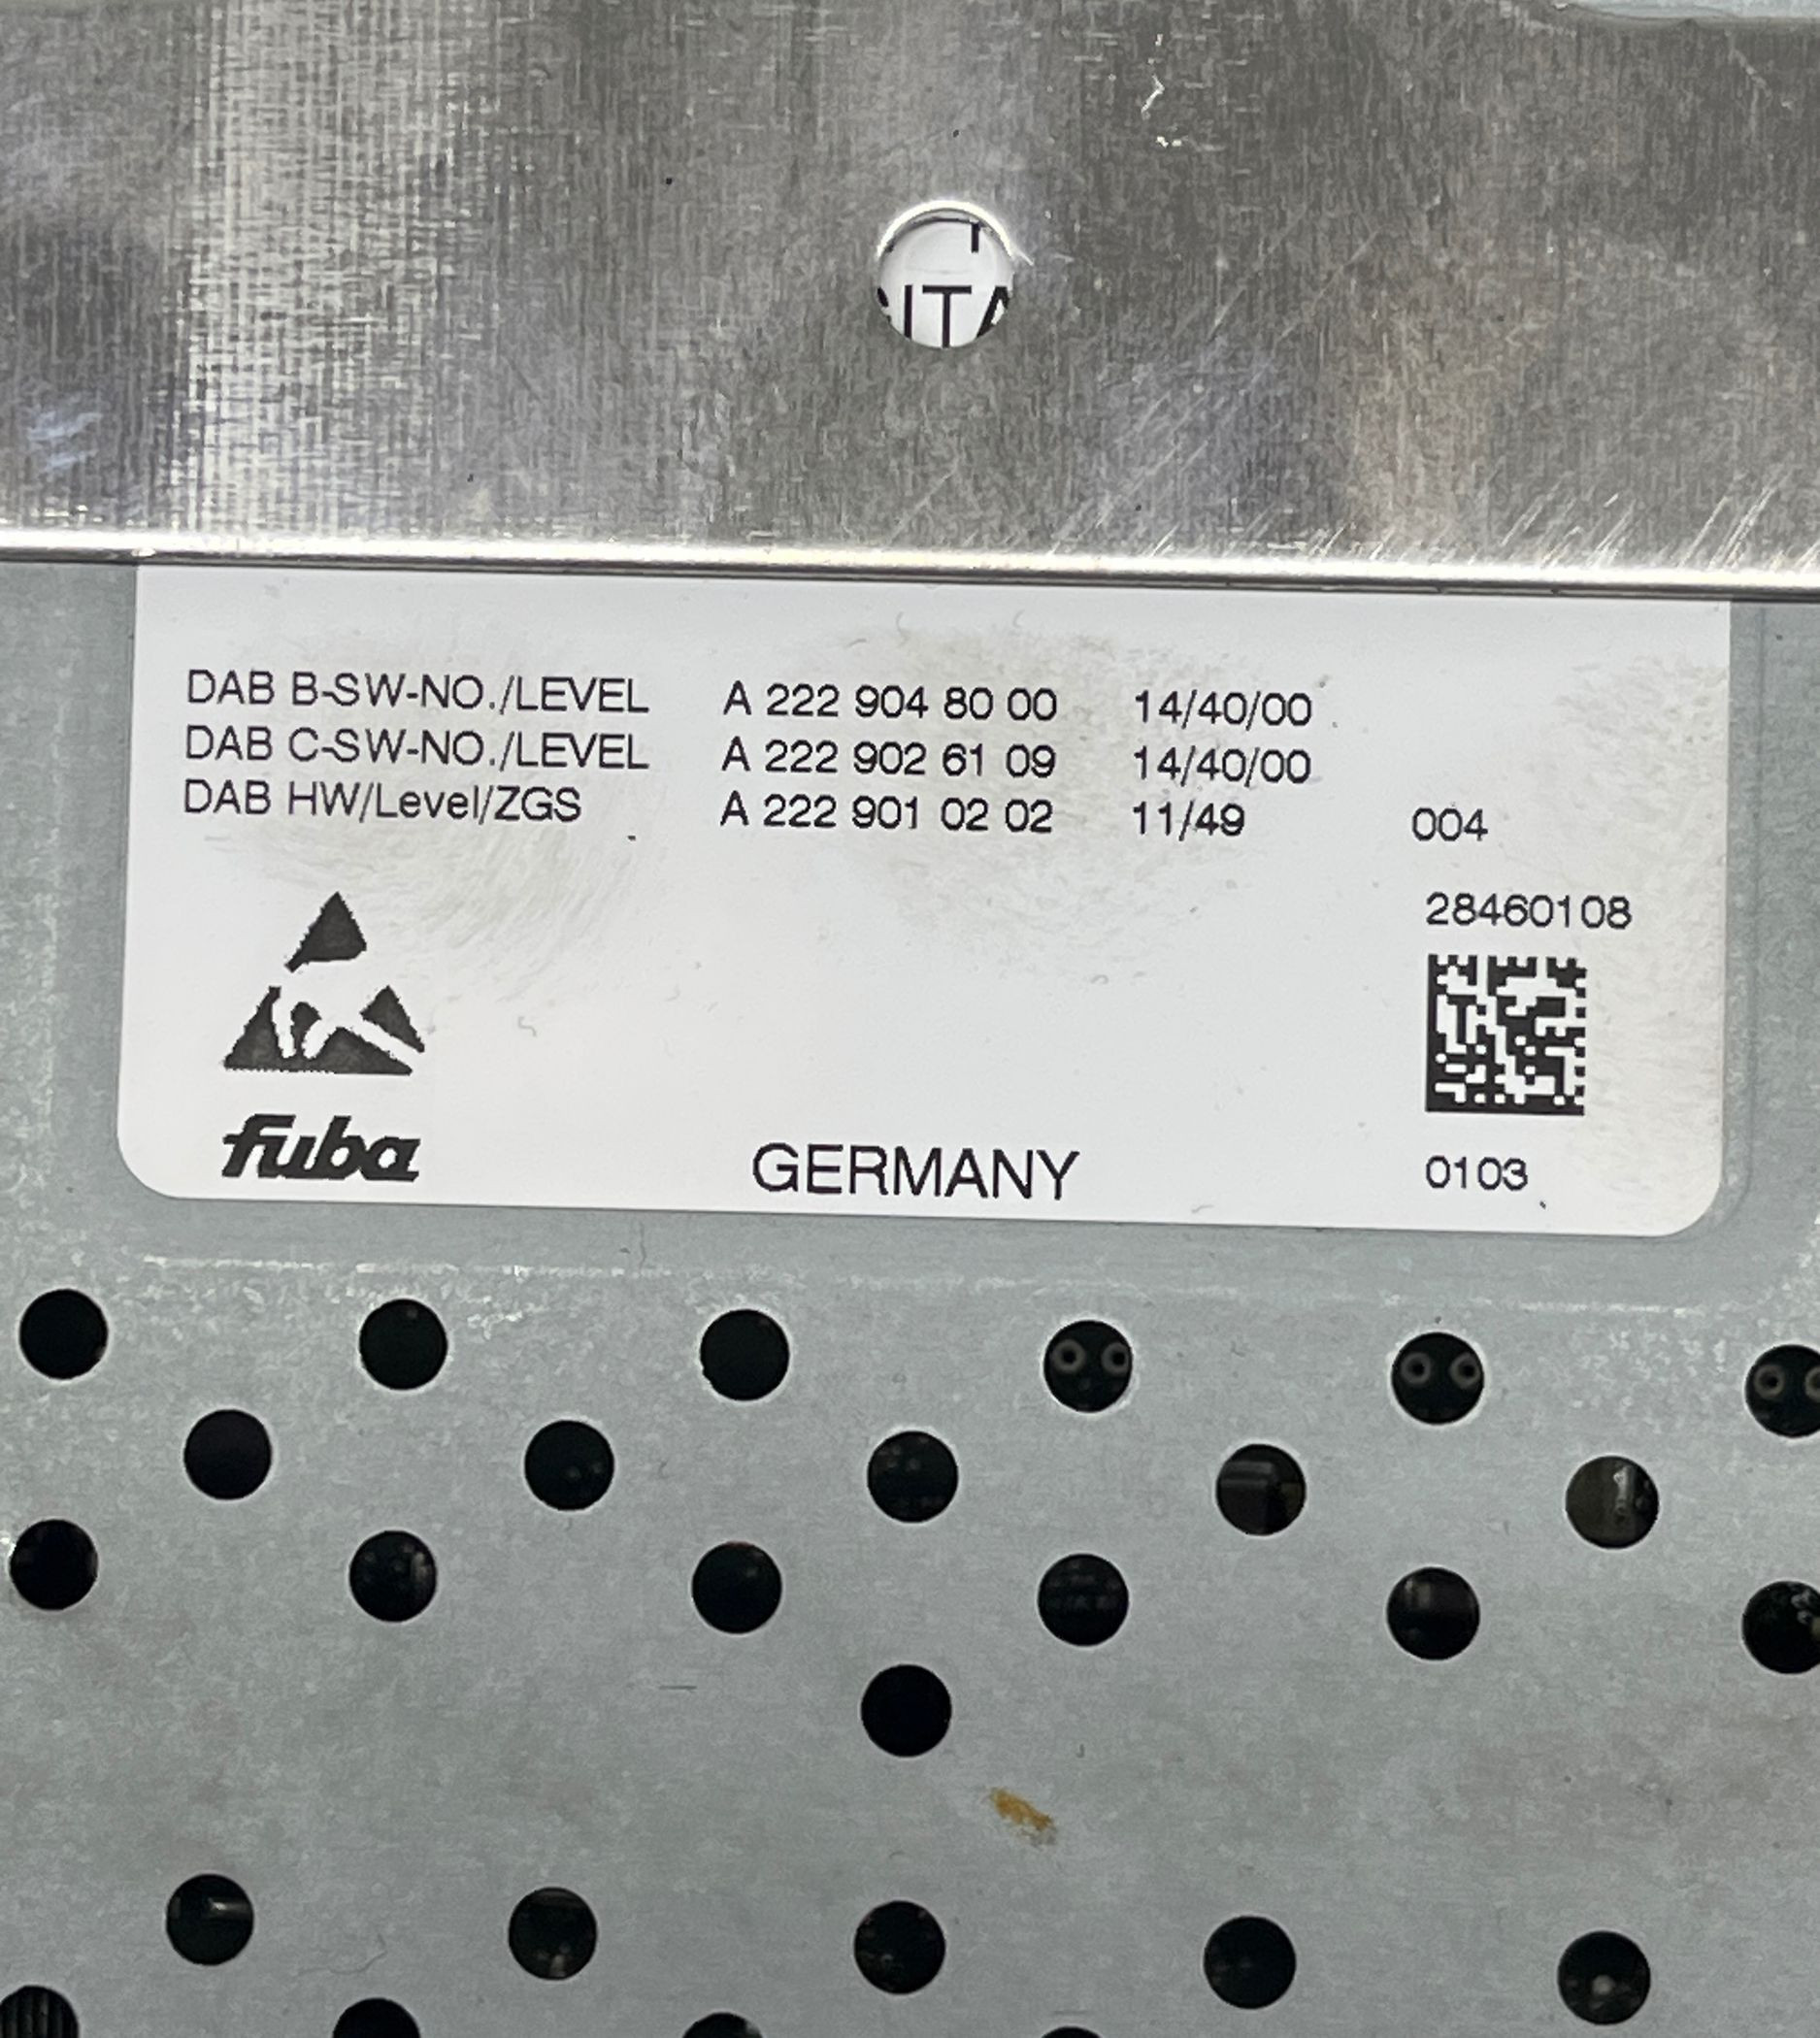 ITA
DAB B-SW-NO./LEVEL A 222 904 80 00 14/40/00
DAB C-SW-NO./LEVEL A 222 902 61 09 14/40/00
DAB HW/Level/ZGS A 222 901 02 02 11/49 004
28460108
fuba
GERMANY
0103